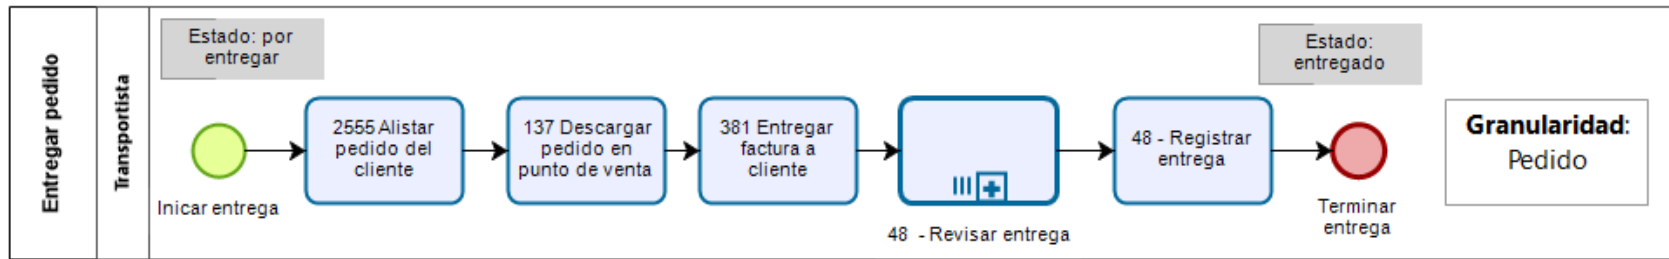 Entregar pedido
Transportista
Estado: por
entregar
Inicar entrega
2555 Alistar
pedido del
cliente
137 Descargar
pedido en
punto de venta
381 Entregar
factura a
cliente
48 - Revisar entrega
48 - Registrar
entrega
Estado:
entregado
Terminar
entrega
Granularidad:
Pedido